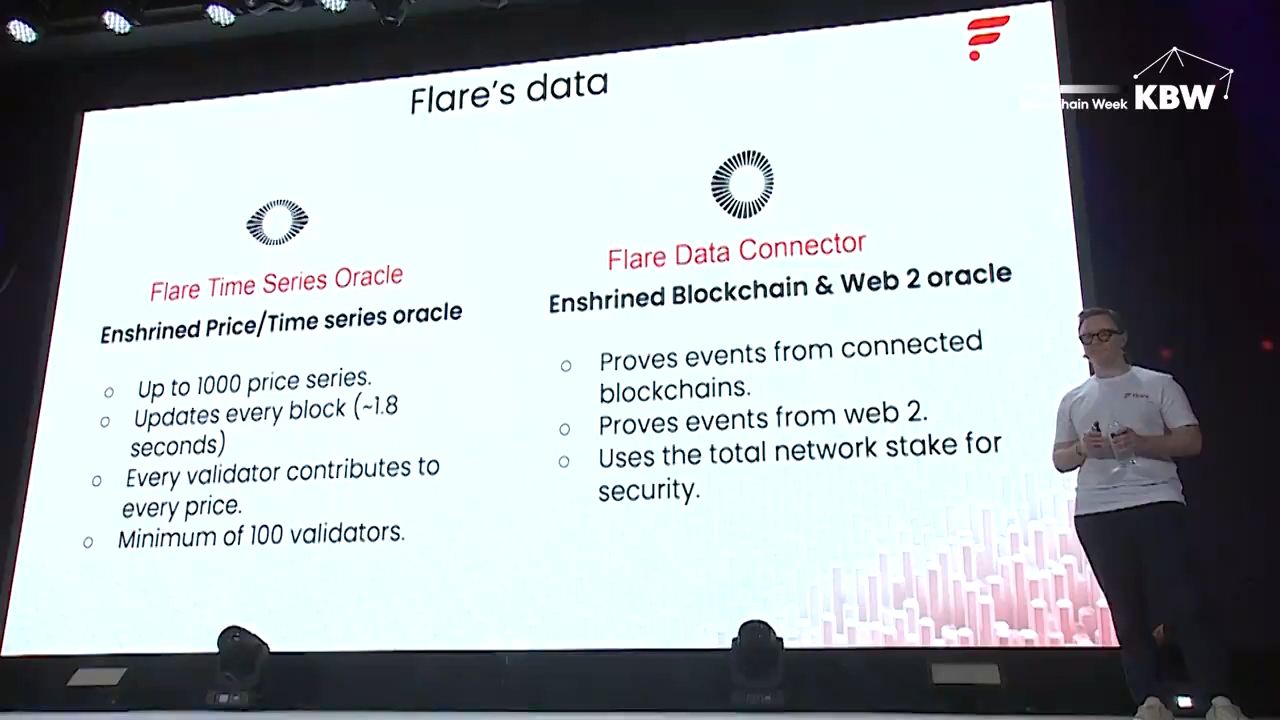 Flare's data
hain Week KBW
Flare Time Series Oracle
Enshrined Price/Time series oracle
Up to 1000 price series.
Updates every block (~1.8
seconds)
Every validator contributes to
every price.
Minimum of 100 validators.
Flare Data Connector
Enshrined Blockchain & Web 2 oracle
Proves events from connected
blockchains.
Proves events from web 2.
Uses the total network stake for
security.